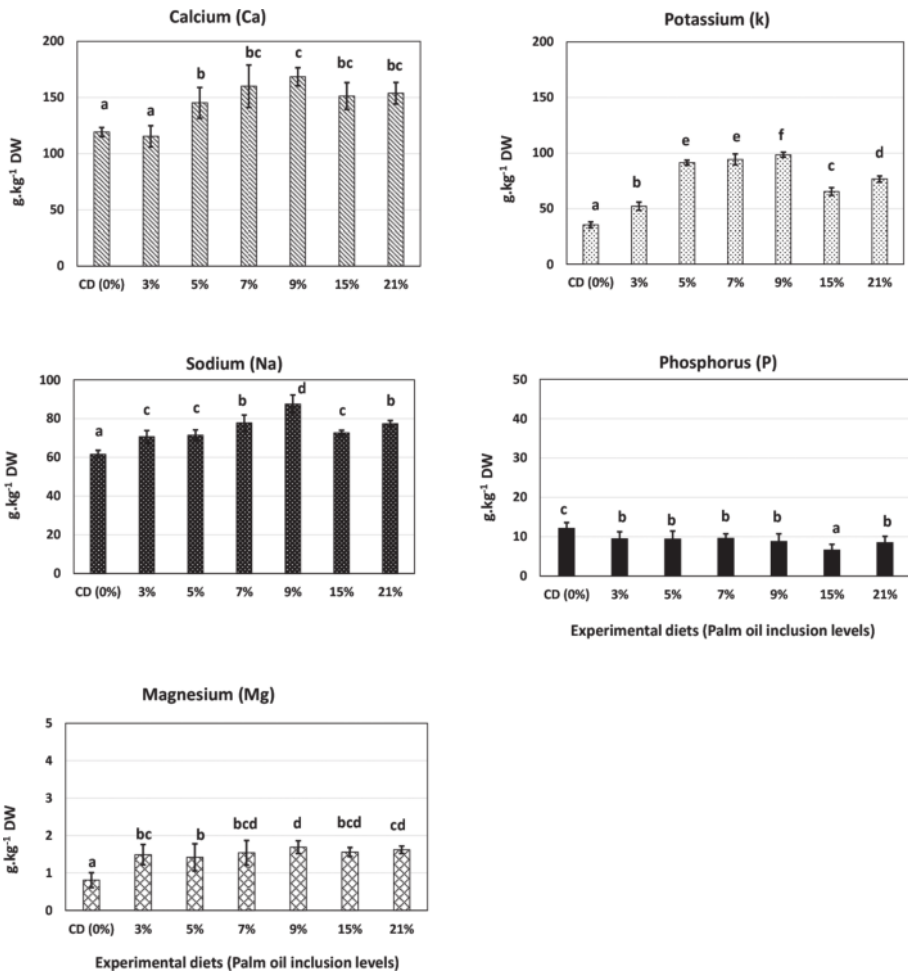 Calcium (Ca)
g.kg⁻¹ DW
200
150
100
50
0
a
a
b
bc
c
bc
bc
CD (0%) 3% 5% 7% 9% 15% 21%
Potassium (k)
g.kg⁻¹ DW
200
150
100
50
0
a
b
e
e
f
c
d
CD (0%) 3% 5% 7% 9% 15% 21%
Sodium (Na)
g.kg⁻¹ DW
100
80
60
40
20
0
a
c
c
b
d
c
b
CD (0%) 3% 5% 7% 9% 15% 21%
Phosphorus (P)
g.kg⁻¹ DW
50
40
30
20
10
0
c
b
b
b
b
a
b
CD (0%) 3% 5% 7% 9% 15% 21%
Experimental diets (Palm oil inclusion levels)
Magnesium (Mg)
g.kg⁻¹ DW
5
4
3
2
1
0
a
bc
b
bcd
d
bcd
cd
CD (0%) 3% 5% 7% 9% 15% 21%
Experimental diets (Palm oil inclusion levels)